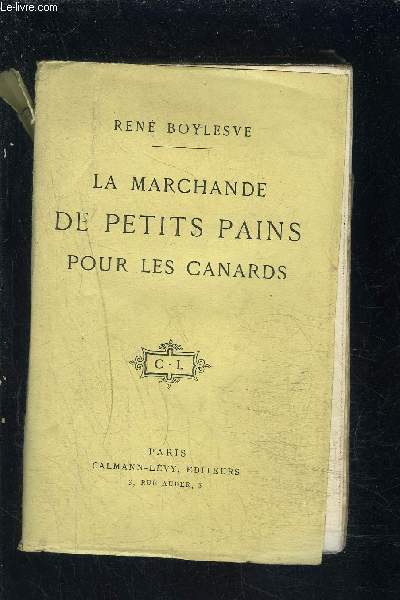 Le-livre.com
RENÉ BOYLESVE
LA MARCHANDE
DE PETITS PAINS
POUR LES CANARDS
C · L
PARIS
CALMANN-LÉVY, ÉDITEURS
3, RUE AUBER, 3